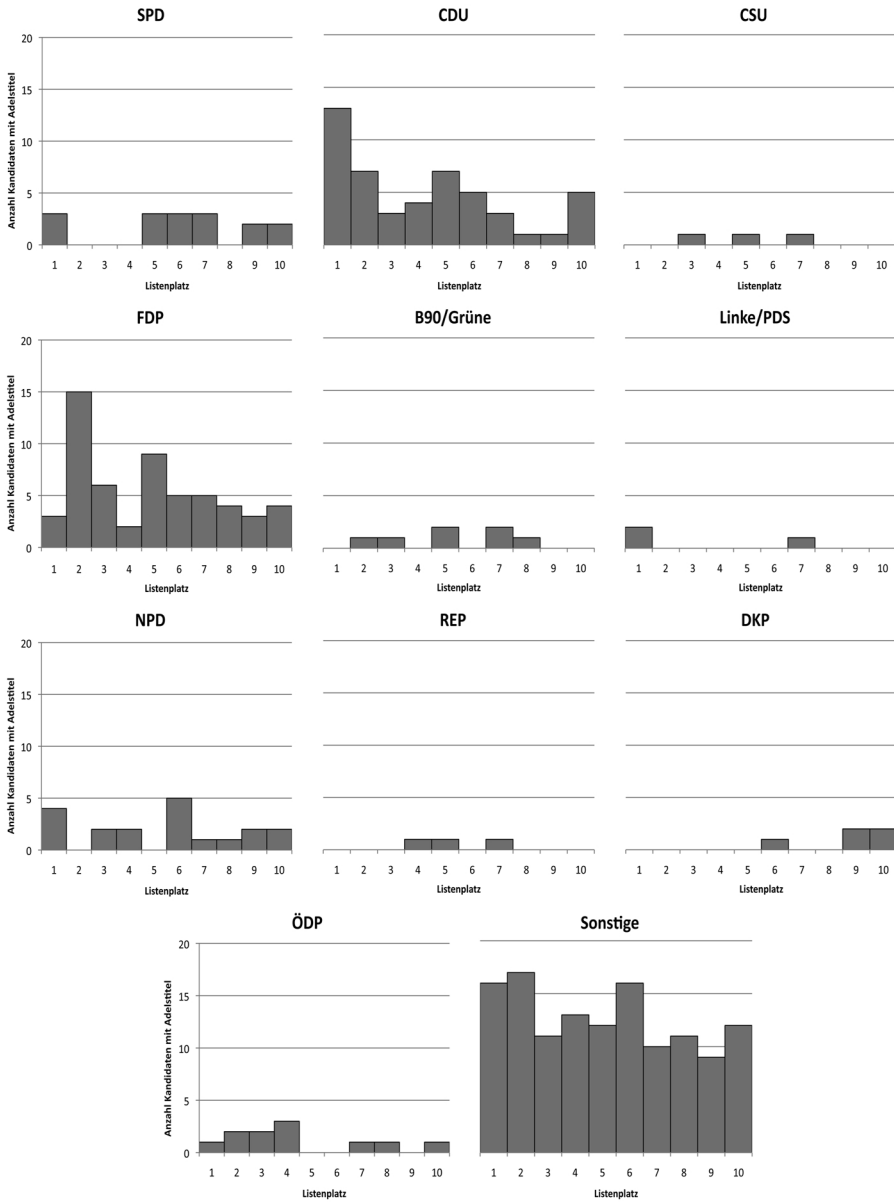 SPD CDU CSU
Anzahl Kandidaten mit Adelstitel
20
15
10
5
0
1 2 3 4 5 6 7 8 9 10 1 2 3 4 5 6 7 8 9 10 1 2 3 4 5 6 7 8 9 10
Listenplatz Listenplatz Listenplatz
FDP B90/Grüne Linke/PDS
Anzahl Kandidaten mit Adelstitel
20
15
10
5
0
1 2 3 4 5 6 7 8 9 10 1 2 3 4 5 6 7 8 9 10 1 2 3 4 5 6 7 8 9 10
Listenplatz Listenplatz Listenplatz
NPD REP DKP
Anzahl Kandidaten mit Adelstitel
20
15
10
5
0
1 2 3 4 5 6 7 8 9 10 1 2 3 4 5 6 7 8 9 10 1 2 3 4 5 6 7 8 9 10
Listenplatz Listenplatz Listenplatz
ÖDP Sonstige
Anzahl Kandidaten mit Adelstitel
20
15
10
5
0
1 2 3 4 5 6 7 8 9 10 1 2 3 4 5 6 7 8 9 10
Listenplatz Listenplatz